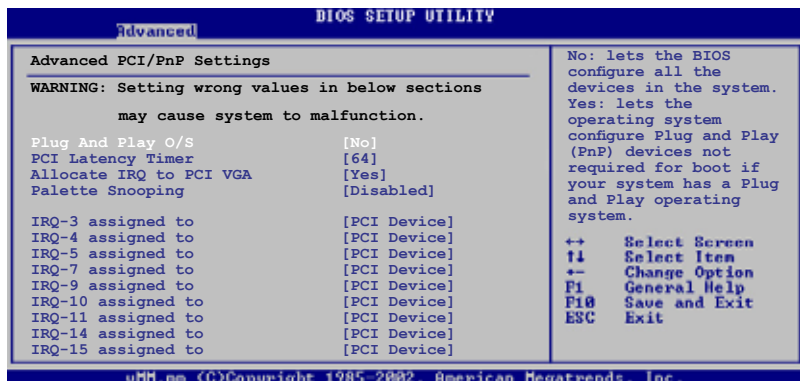 BIOS SETUP UTILITY
Advanced
Advanced PCI/PnP Settings
WARNING: Setting wrong values in below sections
may cause system to malfunction.
Plug And Play O/S [No]
PCI Latency Timer [64]
Allocate IRQ to PCI VGA [Yes]
Palette Snooping [Disabled]
IRQ-3 assigned to [PCI Device]
IRQ-4 assigned to [PCI Device]
IRQ-5 assigned to [PCI Device]
IRQ-7 assigned to [PCI Device]
IRQ-9 assigned to [PCI Device]
IRQ-10 assigned to [PCI Device]
IRQ-11 assigned to [PCI Device]
IRQ-14 assigned to [PCI Device]
IRQ-15 assigned to [PCI Device]
No: lets the BIOS
configure all the
devices in the system.
Yes: lets the
operating system
configure Plug and Play
(PnP) devices not
required for boot if
your system has a Plug
and Play operating
system.
↔ Select Screen
↑↓ Select Item
+- Change Option
F1 General Help
F10 Save and Exit
ESC Exit
(C)Copyright 1985-2002, American Megatrends, Inc.